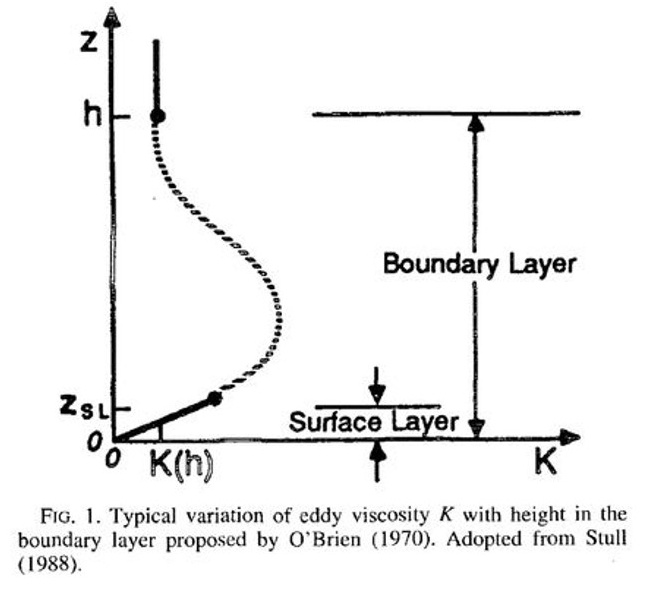 z
h
Boundary Layer
zSL
Surface Layer
0
0
K(h)
K
FIG. 1. Typical variation of eddy viscosity K with height in the
boundary layer proposed by O'Brien (1970). Adopted from Stull
(1988).